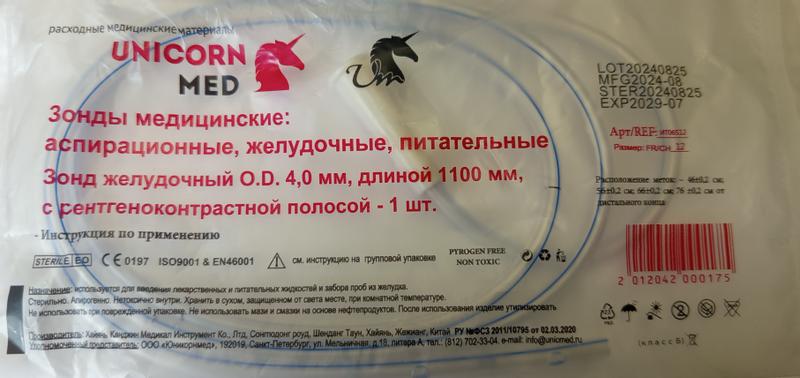 расходные медицинские материалы
UNICORN
MED
Um
Зонды медицинские:
аспирационные, желудочные, питательные
Зонд желудочный O.D. 4,0 мм, длиной 1100 мм,
с рентгеноконтрастной полосой - 1 шт.
- Инструкция по применению
STERILE EO CE 0197 ISO9001 & EN46001 см. инструкцию на групповой упаковке
PYROGEN FREE
NON TOXIC
Назначение: используется для введения лекарственных и питательных жидкостей и забора проб из желудка.
Стерильно. Апирогенно. Нетоксично внутри. Хранить в сухом, защищенном от света месте, при комнатной температуре.
Не использовать при поврежденной упаковке. Не использовать мази и смазки на основе нефтепродуктов. После использования изделие утилизировать
Производитель: Хайянь Канджин Медикал Инструмент Ко., Лтд, Сонгподонг роуд, Шенданг Таун, Хайянь, Жежианг, Китай РУ №ФСЗ 2011/10795 от 02.03.2020
Уполномоченный представитель: ООО «Юникорнмед», 192019, Санкт-Петербург, ул. Мельничная, д.18, литера А, тел.: (812) 702-33-04. e-mail: info@unicmed.ru
LOT20240825
MFG2024-08
STER20240825
EXP2029-07
Арт/REF: ИТ06512
Размер: FR/CH 12
Расположение меток: – 46±0,2 см;
56±0,2 см; 66±0,2 см; 76 ±0,2 см от
дистального конца
2 012042 000175
(класс Б)